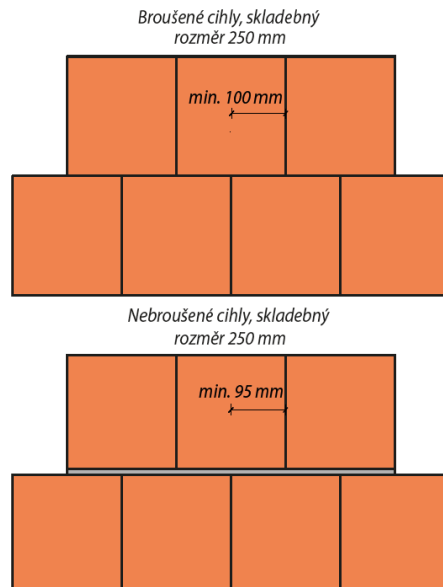 Broušené cihly, skladebný
rozměr 250 mm
min. 100 mm
Nebroušené cihly, skladebný
rozměr 250 mm
min. 95 mm